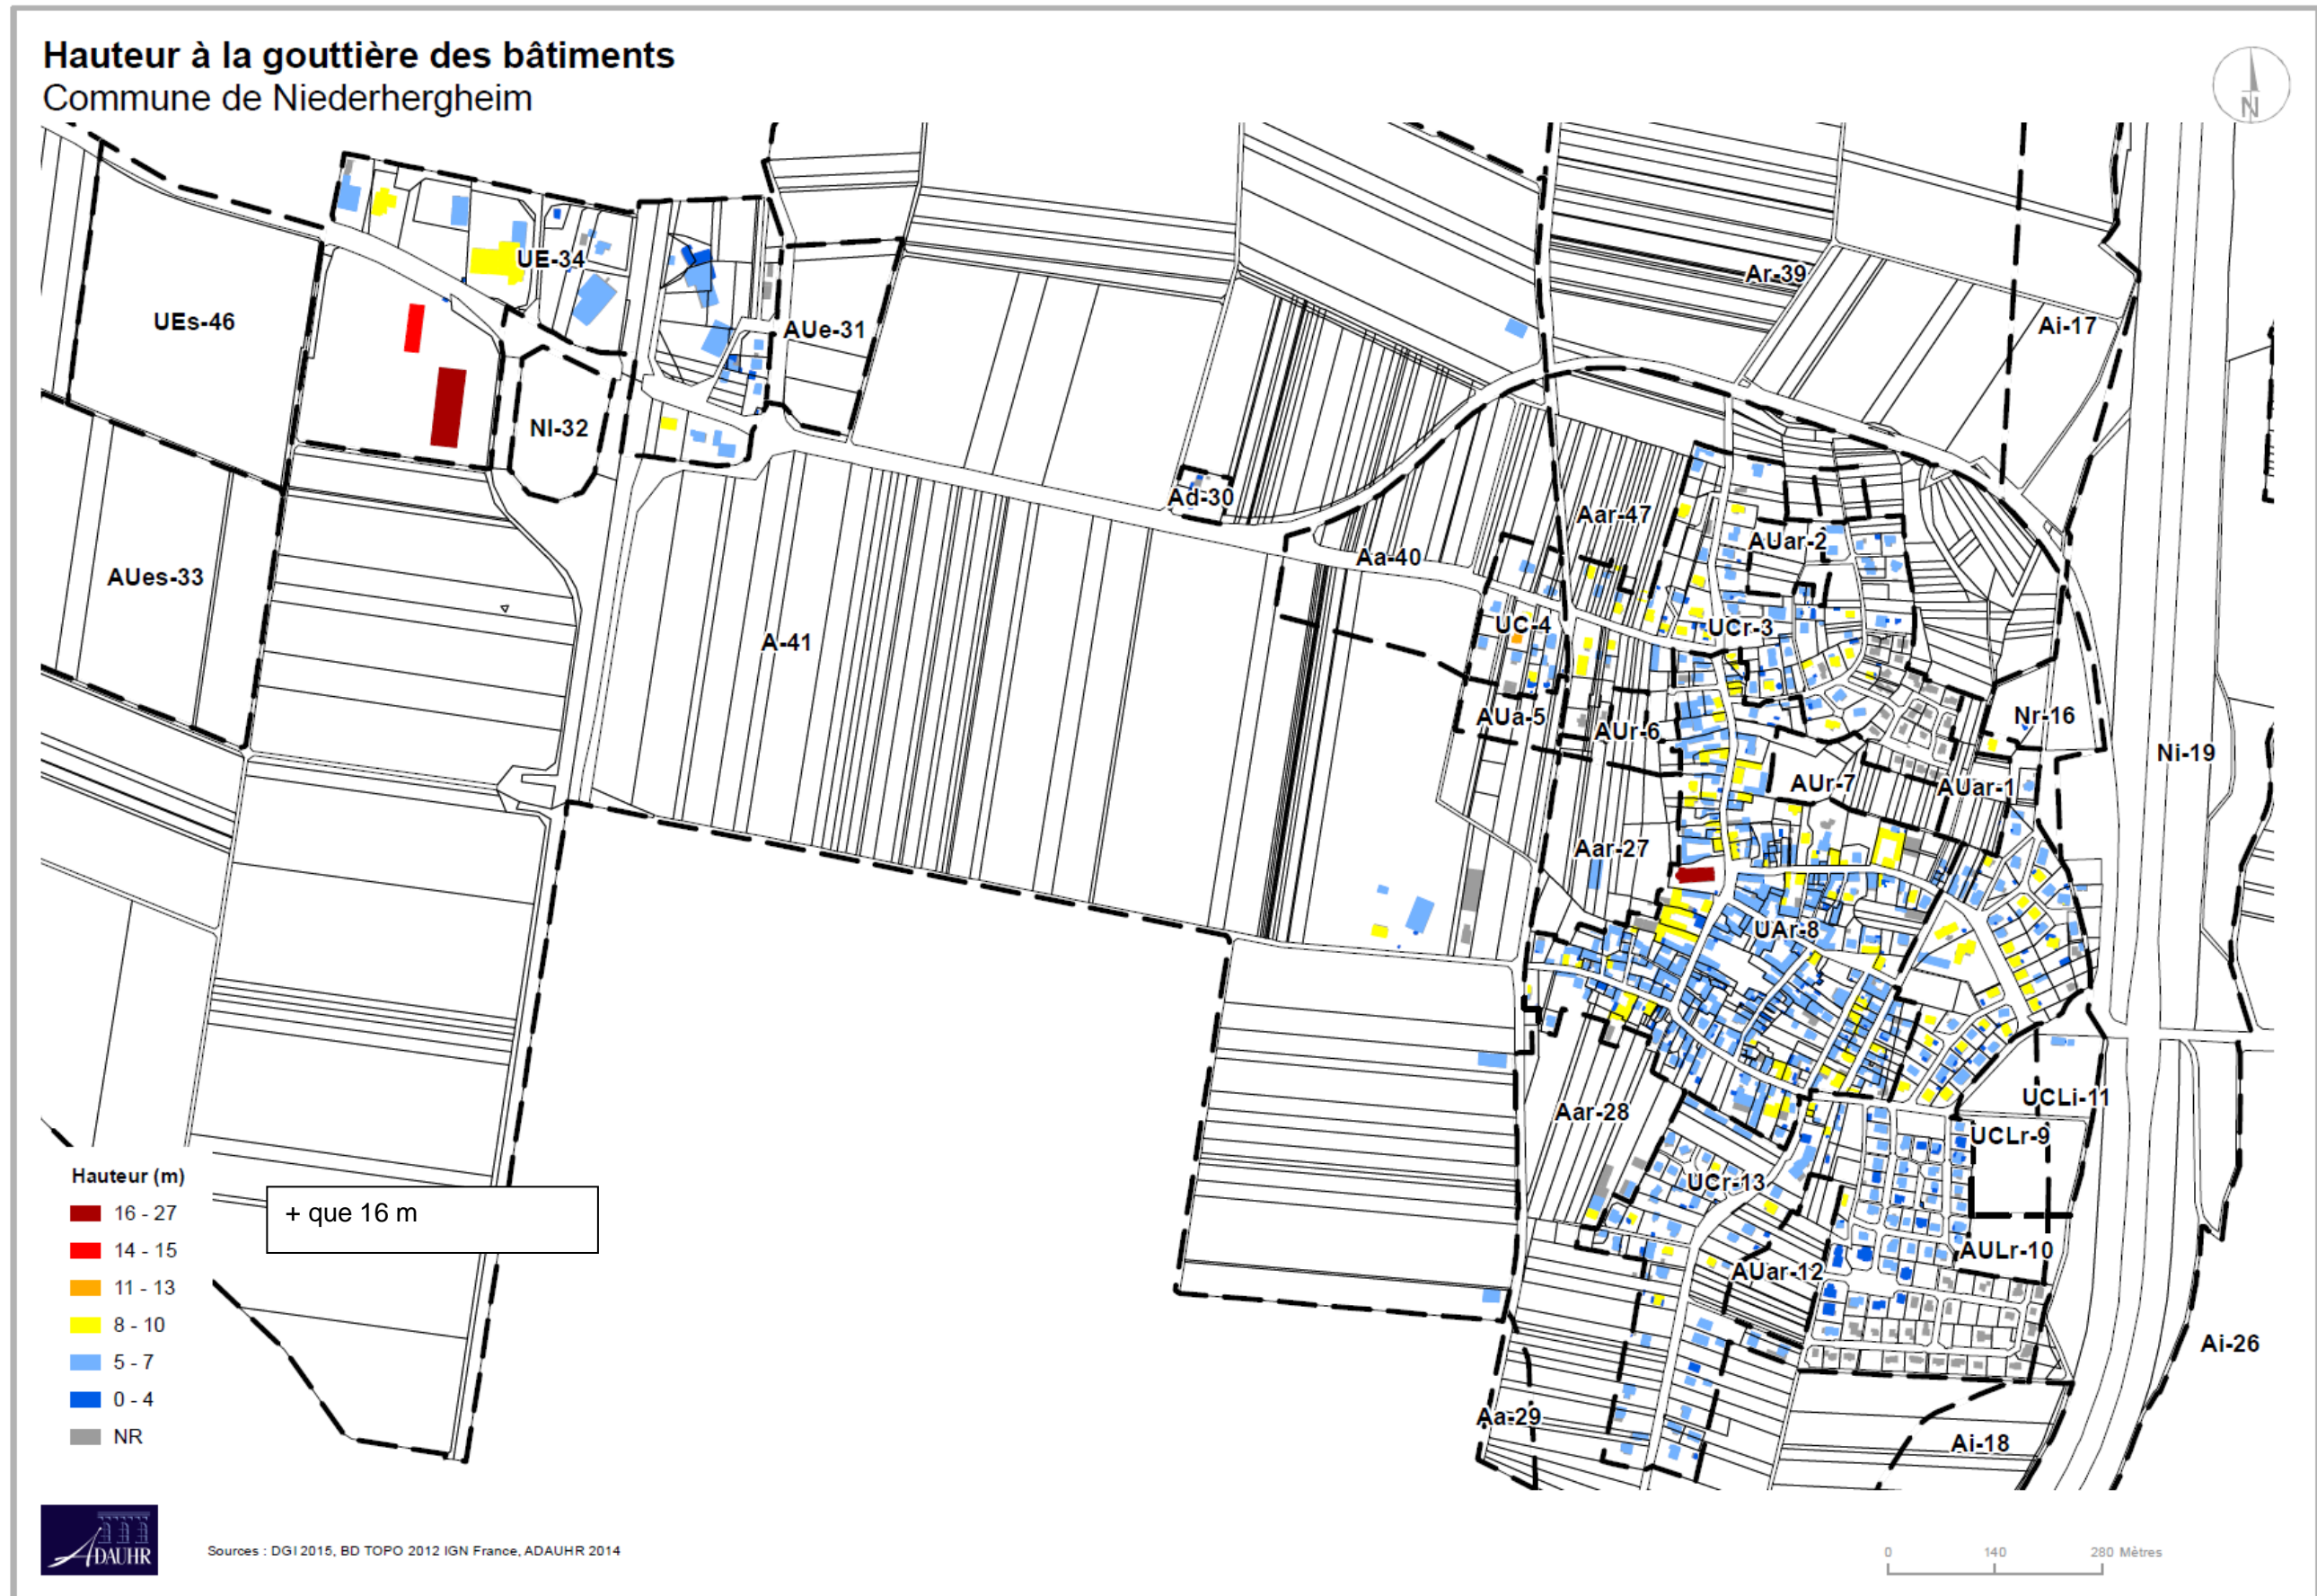 Hauteur à la gouttière des bâtiments
Commune de Niederhergheim
N
Ar-39
UE-34
UEs-46
AUe-31
Ai-17
NI-32
Ad-30
Aar-47
AUar-2
Aa-40
AUes-33
UC-4
UCr-3
A-41
AUa-5
Nr-16
AUr-6
Ni-19
AUr-7
AUar-1
Aar-27
UAr-8
UCLi-11
Aar-28
UCLr-9
UCr-13
AULr-10
AUar-12
Ai-26
Aa-29
Ai-18
Hauteur (m)
16 - 27
14 - 15
11 - 13
8 - 10
5 - 7
0 - 4
NR
+ que 16 m
ADAUHR
Sources : DGI 2015, BD TOPO 2012 IGN France, ADAUHR 2014
0 140 280 Mètres